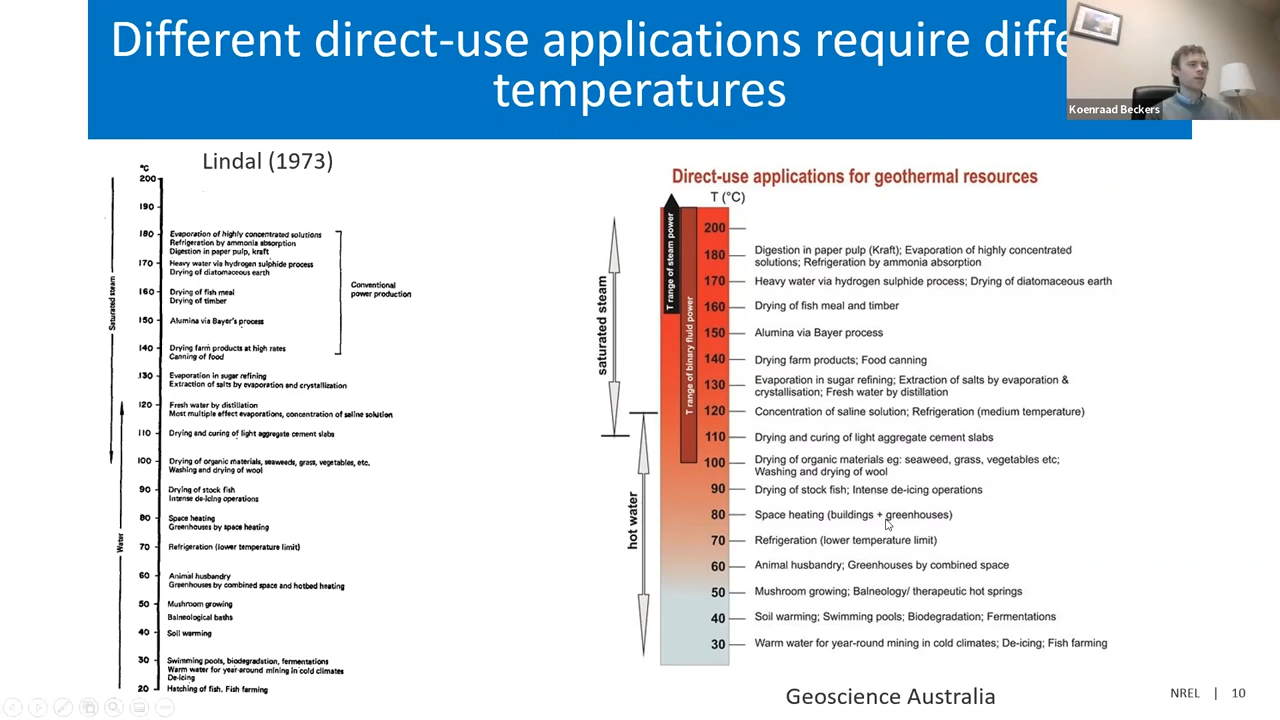 Different direct-use applications require diffe
temperatures
Koenraad Beckers
Lindal (1973)
°C
200
190
180 Evaporation of highly concentrated solutions
Refrigeration by ammonia absorption
Digestion in paper pulp, kraft
170 Heavy water via hydrogen sulphide process
Drying of diatomaceous earth
160 Drying of fish meal
Drying of timber
150 Alumina via Bayer's process
140 Drying farm products at high rates
Canning of food
130 Evaporation in sugar refining
Extraction of salts by evaporation and crystallization
120 Fresh water by distillation
Most multiple effect evaporations, concentration of saline solution
110 Drying and curing of light aggregate cement slabs
100 Drying of organic materials, seaweeds, grass, vegetables, etc.
Washing and drying of wool
90 Drying of stock fish
Intense de-icing operations
80 Space heating
Greenhouses by space heating
70 Refrigeration (lower temperature limit)
60 Animal husbandry
Greenhouses by combined space and hotbed heating
50 Mushroom growing
Balneological baths
40 Soil warming
30 Swimming pools, biodegradation, fermentations
Warm water for year-around mining in cold climates
De-icing
20 Hatching of fish. Fish farming
Saturated steam
Water
Conventional
power production
Direct-use applications for geothermal resources
T (°C)
200
180 Digestion in paper pulp (Kraft); Evaporation of highly concentrated
solutions; Refrigeration by ammonia absorption
170 Heavy water via hydrogen sulphide process; Drying of diatomaceous earth
160 Drying of fish meal and timber
150 Alumina via Bayer process
140 Drying farm products; Food canning
130 Evaporation in sugar refining; Extraction of salts by evaporation &
crystallisation; Fresh water by distillation
120 Concentration of saline solution; Refrigeration (medium temperature)
110 Drying and curing of light aggregate cement slabs
100 Drying of organic materials eg: seaweed, grass, vegetables etc;
Washing and drying of wool
90 Drying of stock fish; Intense de-icing operations
80 Space heating (buildings + greenhouses)
70 Refrigeration (lower temperature limit)
60 Animal husbandry; Greenhouses by combined space
50 Mushroom growing; Balneology/ therapeutic hot springs
40 Soil warming; Swimming pools; Biodegradation; Fermentations
30 Warm water for year-round mining in cold climates; De-icing; Fish farming
saturated steam
hot water
T range of steam power
T range of binary fluid power
Geoscience Australia
NREL | 10